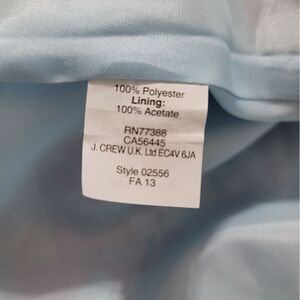 100% Polyester
Lining:
100% Acetate
RN77388
CA56445
J. CREW U.K. Ltd EC4V 6JA
Style 02556
FA 13